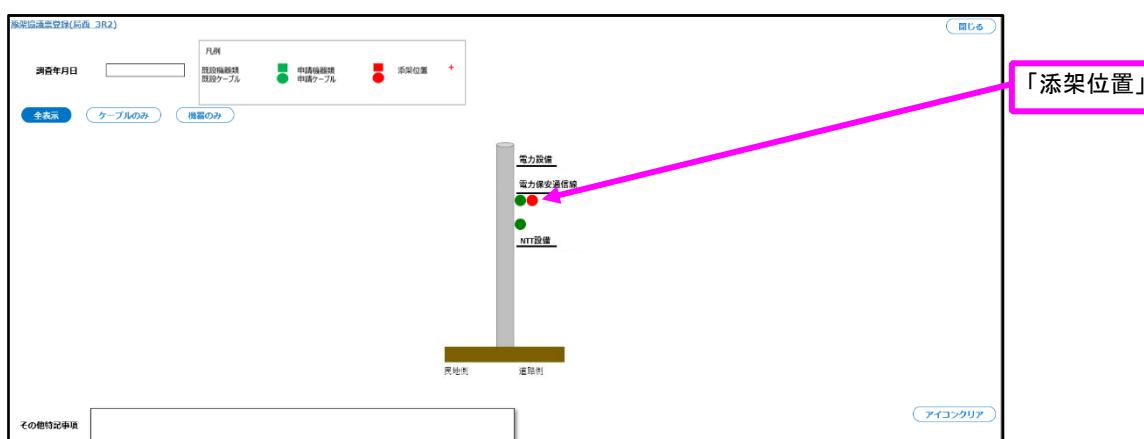 添架協議票登録(局西 3R2)
閉じる
凡例
調査年月日
既設機器類 申請機器類 添架位置 +
既設ケーブル 申請ケーブル
「添架位置」
全表示 ケーブルのみ 機器のみ
電力設備
電力保安通信線
NTT設備
民地側 道路側
アイコンクリア
その他特記事項